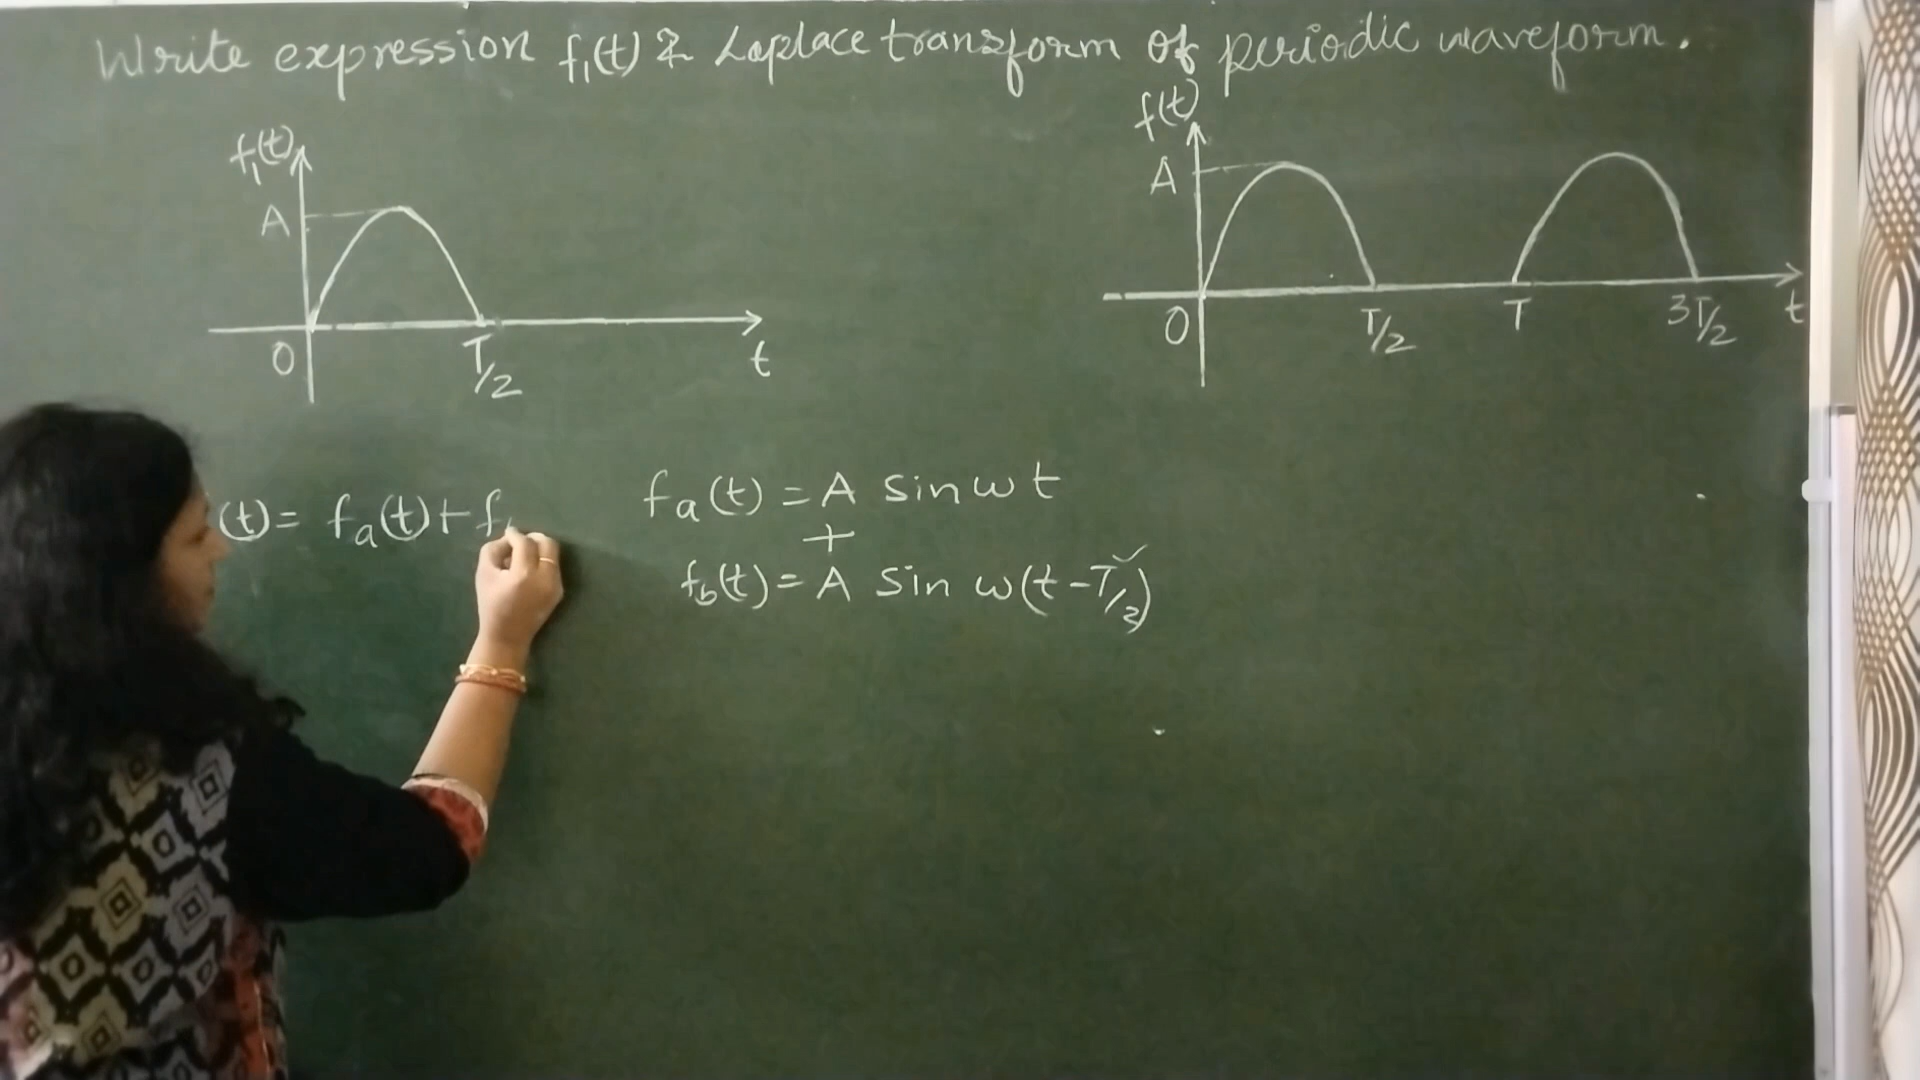 Write expression f₁(t) & Laplace transform of periodic waveform.
f₁(t)
A
0
T/2
t
f(t)
A
0
T/2
T
3T/2
t
(t) = fa(t) + f
fa(t) = A sin ωt
+
fb(t) = A sin ω(t - T/2)